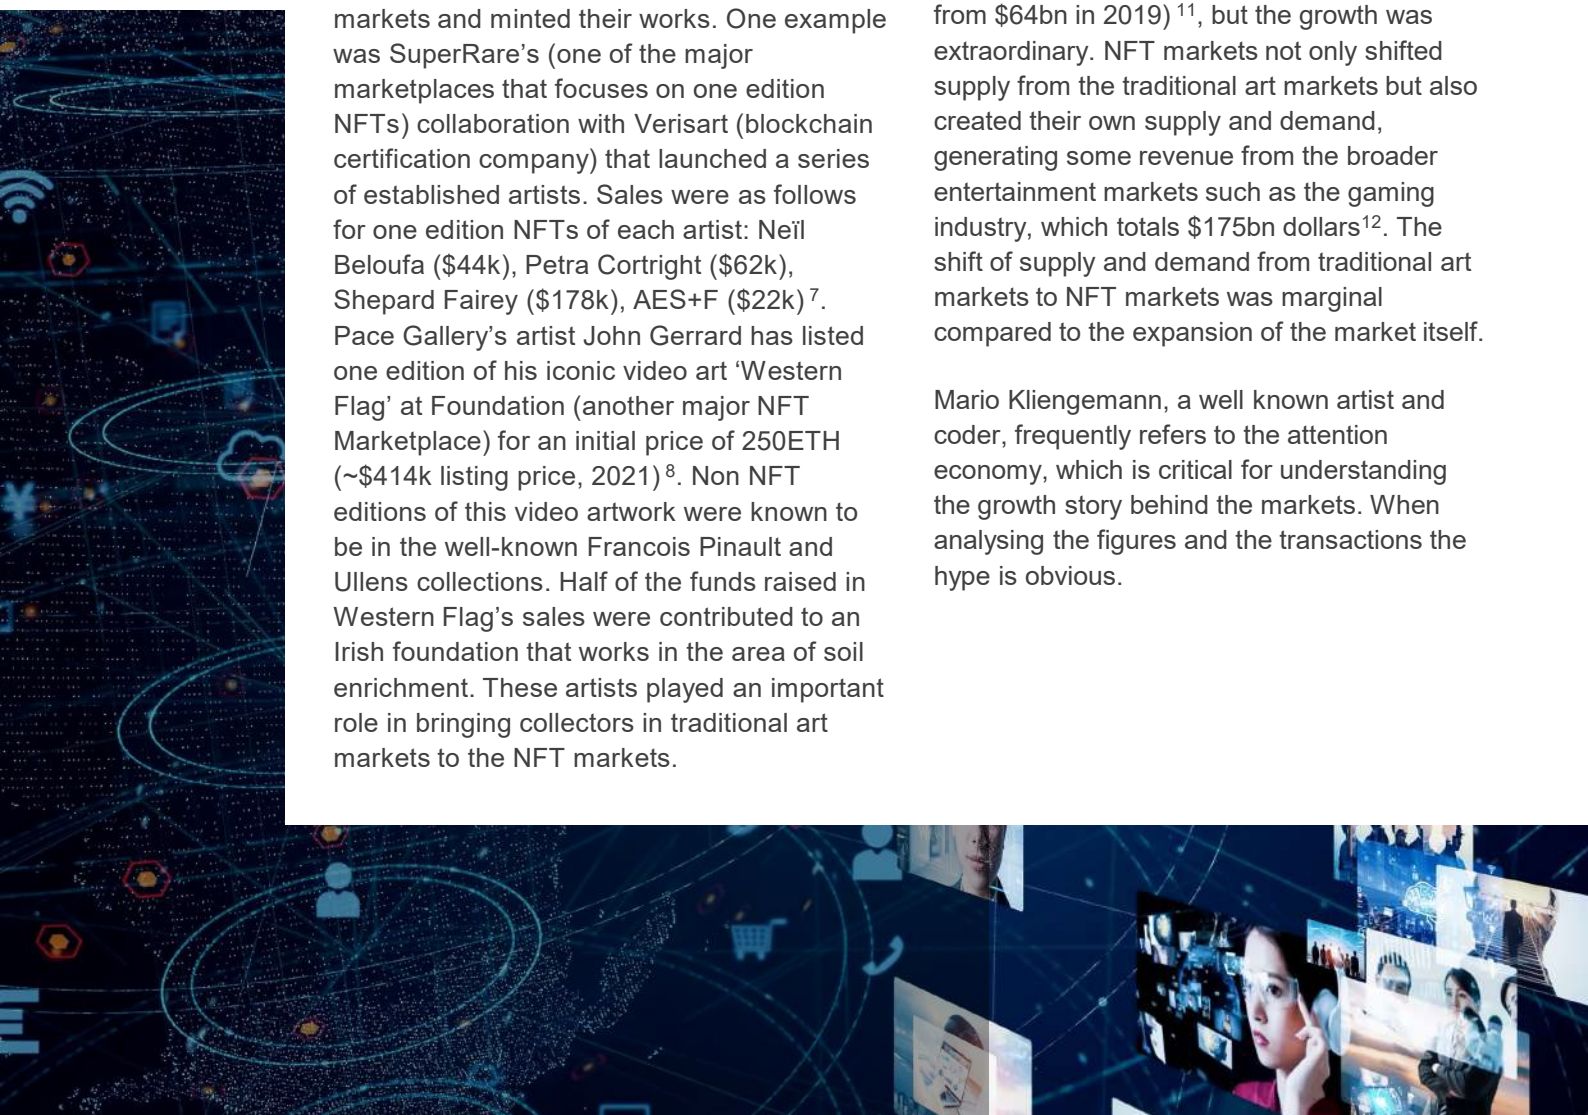 markets and minted their works. One example
was SuperRare’s (one of the major
marketplaces that focuses on one edition
NFTs) collaboration with Verisart (blockchain
certification company) that launched a series
of established artists. Sales were as follows
for one edition NFTs of each artist: Neïl
Beloufa ($44k), Petra Cortright ($62k),
Shepard Fairey ($178k), AES+F ($22k) 7.
Pace Gallery’s artist John Gerrard has listed
one edition of his iconic video art ‘Western
Flag’ at Foundation (another major NFT
Marketplace) for an initial price of 250ETH
(~$414k listing price, 2021) 8. Non NFT
editions of this video artwork were known to
be in the well-known Francois Pinault and
Ullens collections. Half of the funds raised in
Western Flag’s sales were contributed to an
Irish foundation that works in the area of soil
enrichment. These artists played an important
role in bringing collectors in traditional art
markets to the NFT markets.
from $64bn in 2019) 11, but the growth was
extraordinary. NFT markets not only shifted
supply from the traditional art markets but also
created their own supply and demand,
generating some revenue from the broader
entertainment markets such as the gaming
industry, which totals $175bn dollars12. The
shift of supply and demand from traditional art
markets to NFT markets was marginal
compared to the expansion of the market itself.
Mario Kliengemann, a well known artist and
coder, frequently refers to the attention
economy, which is critical for understanding
the growth story behind the markets. When
analysing the figures and the transactions the
hype is obvious.